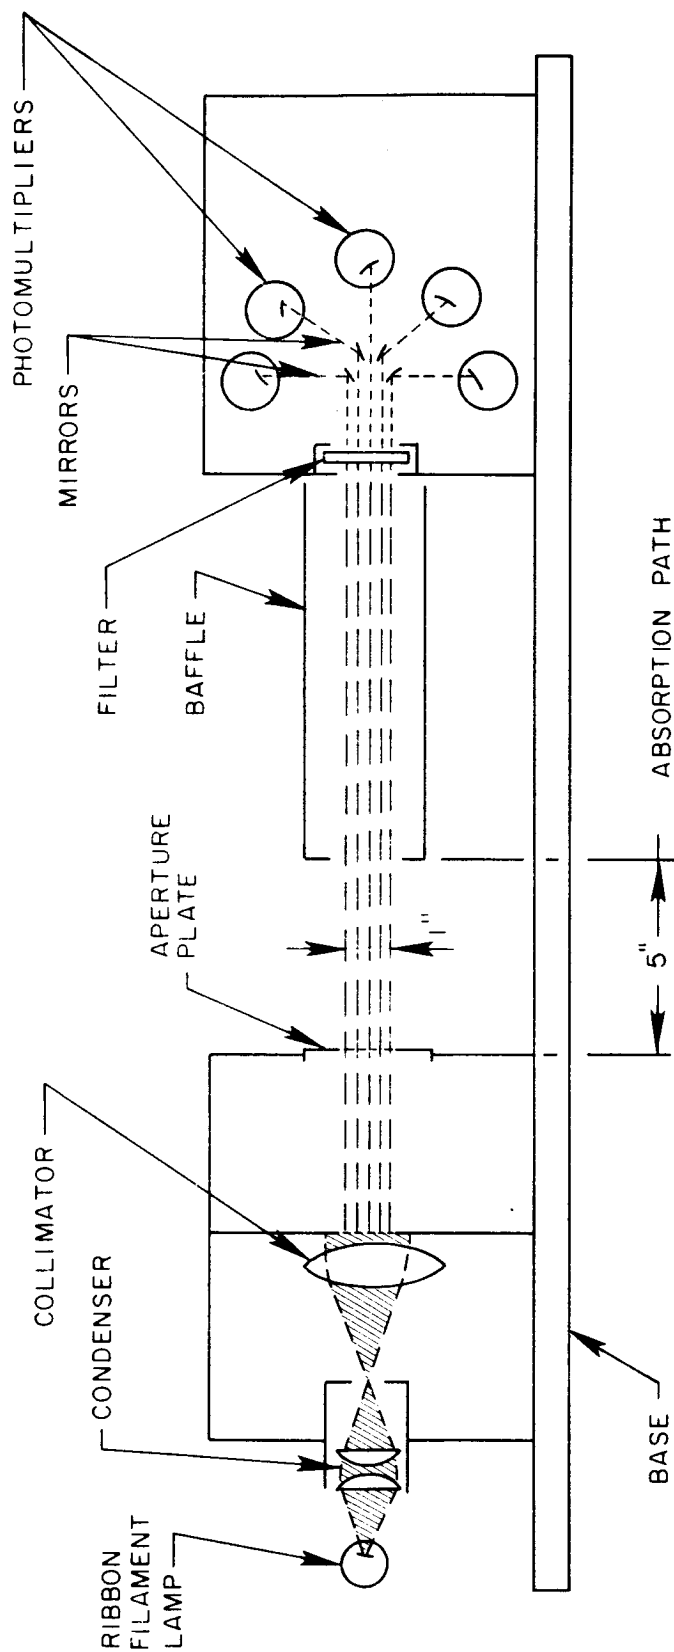 RIBBON
FILAMENT
LAMP
CONDENSER
COLLIMATOR
APERTURE
PLATE
BAFFLE
FILTER
MIRRORS
PHOTOMULTIPLIERS
1"
5"
ABSORPTION PATH
BASE